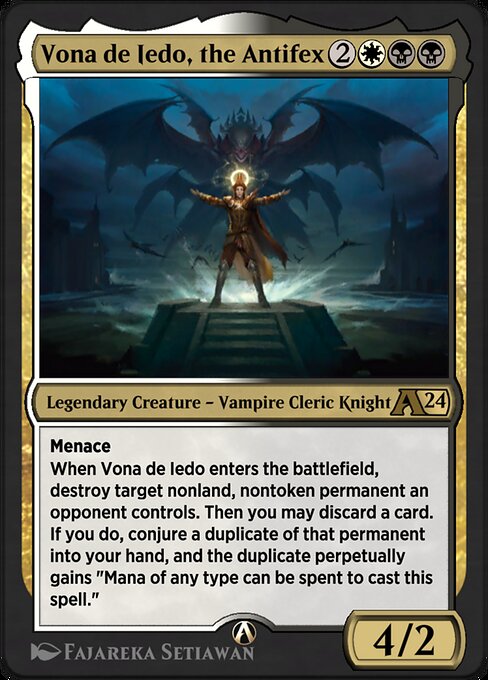 Vona de Iedo, the Antifex 2
Legendary Creature – Vampire Cleric Knight A24
Menace
When Vona de Iedo enters the battlefield,
destroy target nonland, nontoken permanent an
opponent controls. Then you may discard a card.
If you do, conjure a duplicate of that permanent
into your hand, and the duplicate perpetually
gains "Mana of any type can be spent to cast this
spell."
4/2
Fajareka Setiawan